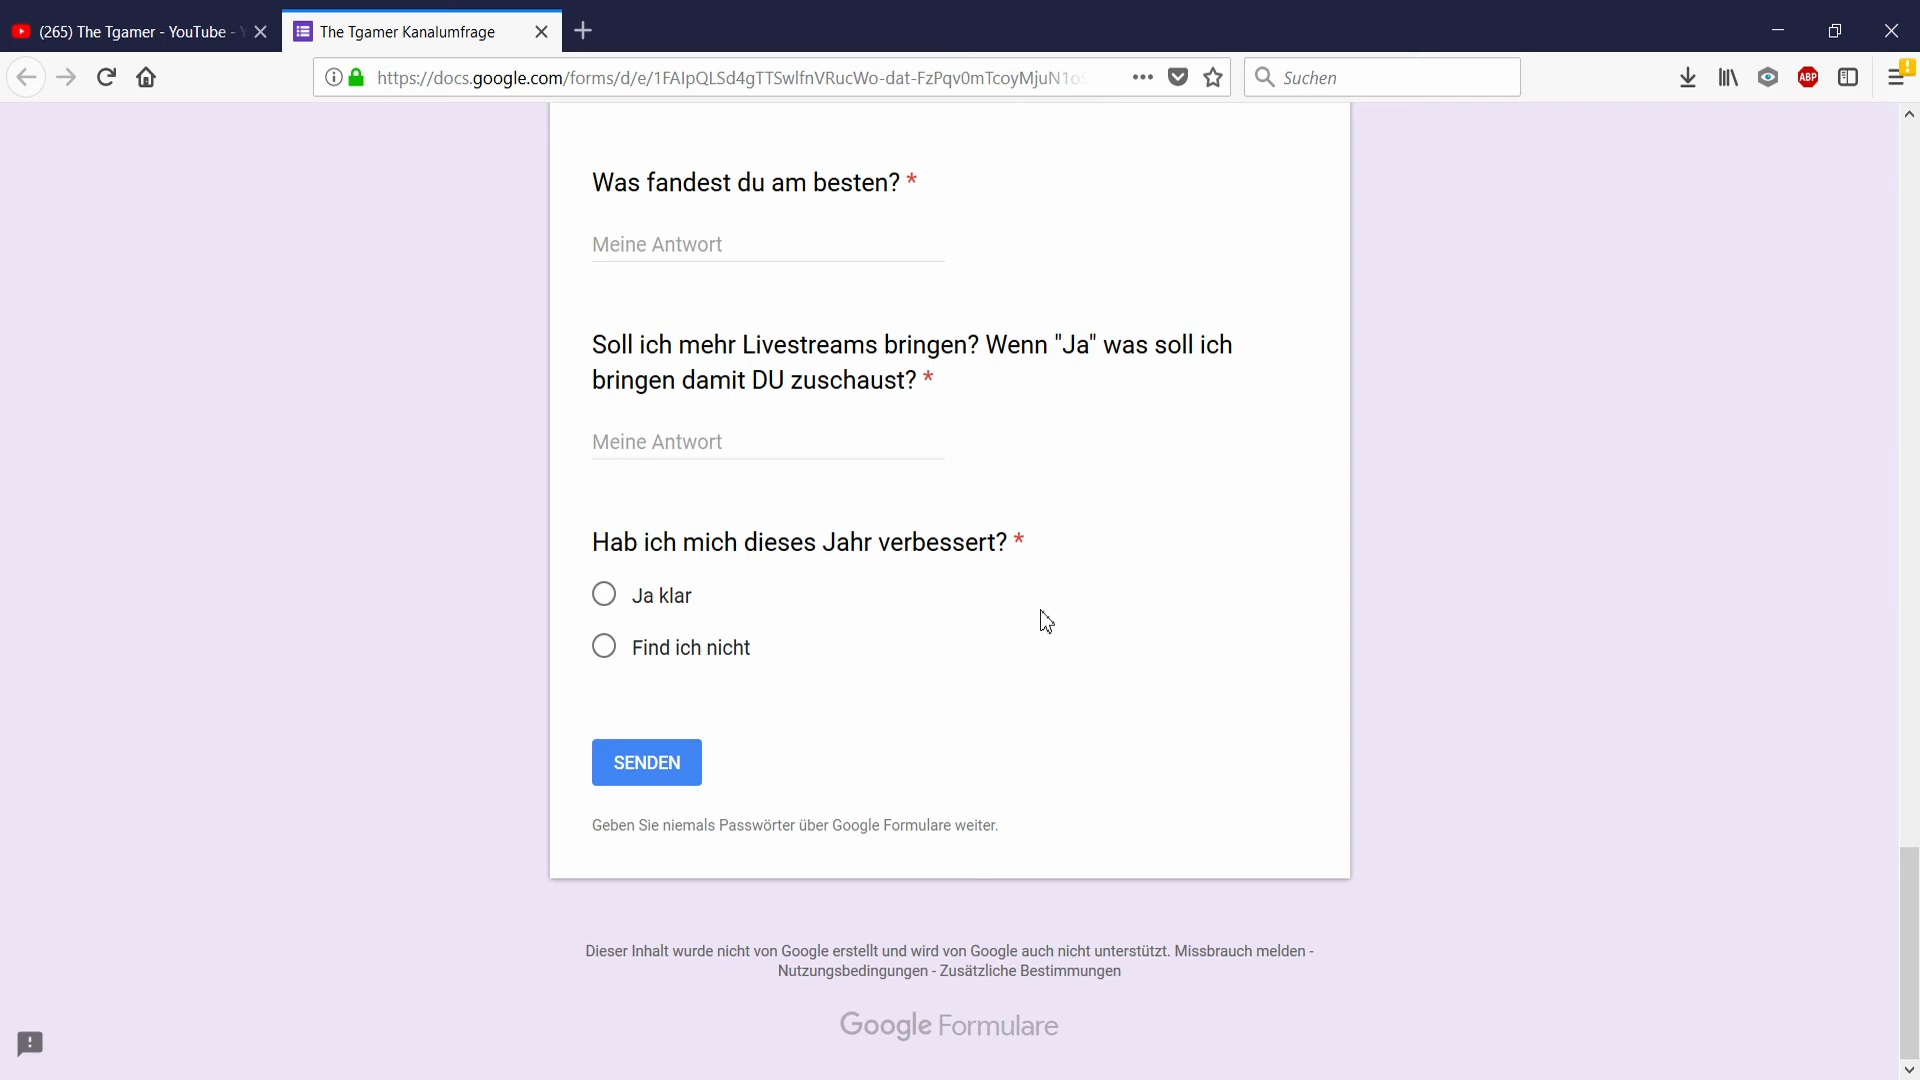 (265) The Tgamer - YouTube -
The Tgamer Kanalumfrage
https://docs.google.com/forms/d/e/1FAIpQLSd4gTTSwlfnVRucWo-dat-FzPqv0mTcoyMjuN1o
Suchen
ABP
Was fandest du am besten? *
Meine Antwort
Soll ich mehr Livestreams bringen? Wenn "Ja" was soll ich
bringen damit DU zuschaust? *
Meine Antwort
Hab ich mich dieses Jahr verbessert? *
Ja klar
Find ich nicht
SENDEN
Geben Sie niemals Passwörter über Google Formulare weiter.
Dieser Inhalt wurde nicht von Google erstellt und wird von Google auch nicht unterstützt. Missbrauch melden -
Nutzungsbedingungen - Zusätzliche Bestimmungen
Google Formulare